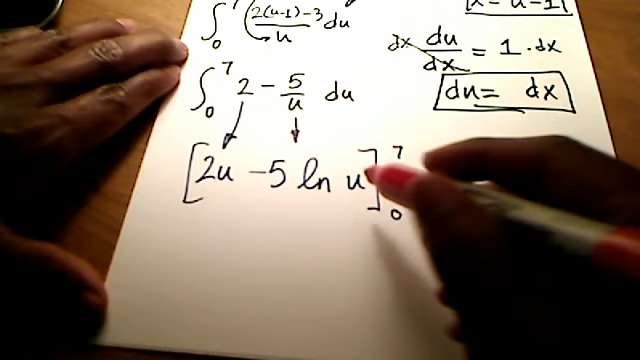 ∫₀⁷ (2(u-1)-3)/u du
x = u-1
dx du/dx = 1 · dx
∫₀⁷ 2 - 5/u du
du = dx
[2u - 5 ln u]₀⁷